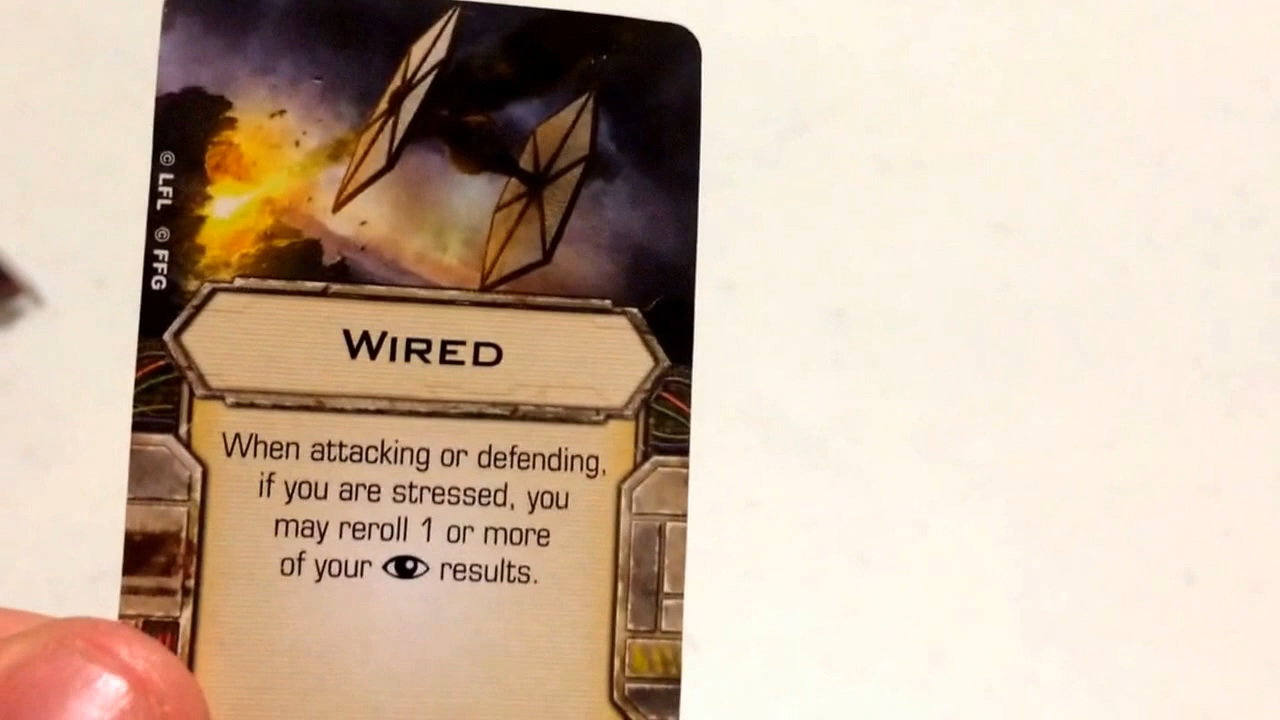 © LFL © FFG
WIRED
When attacking or defending,
if you are stressed, you
may reroll 1 or more
of your results.